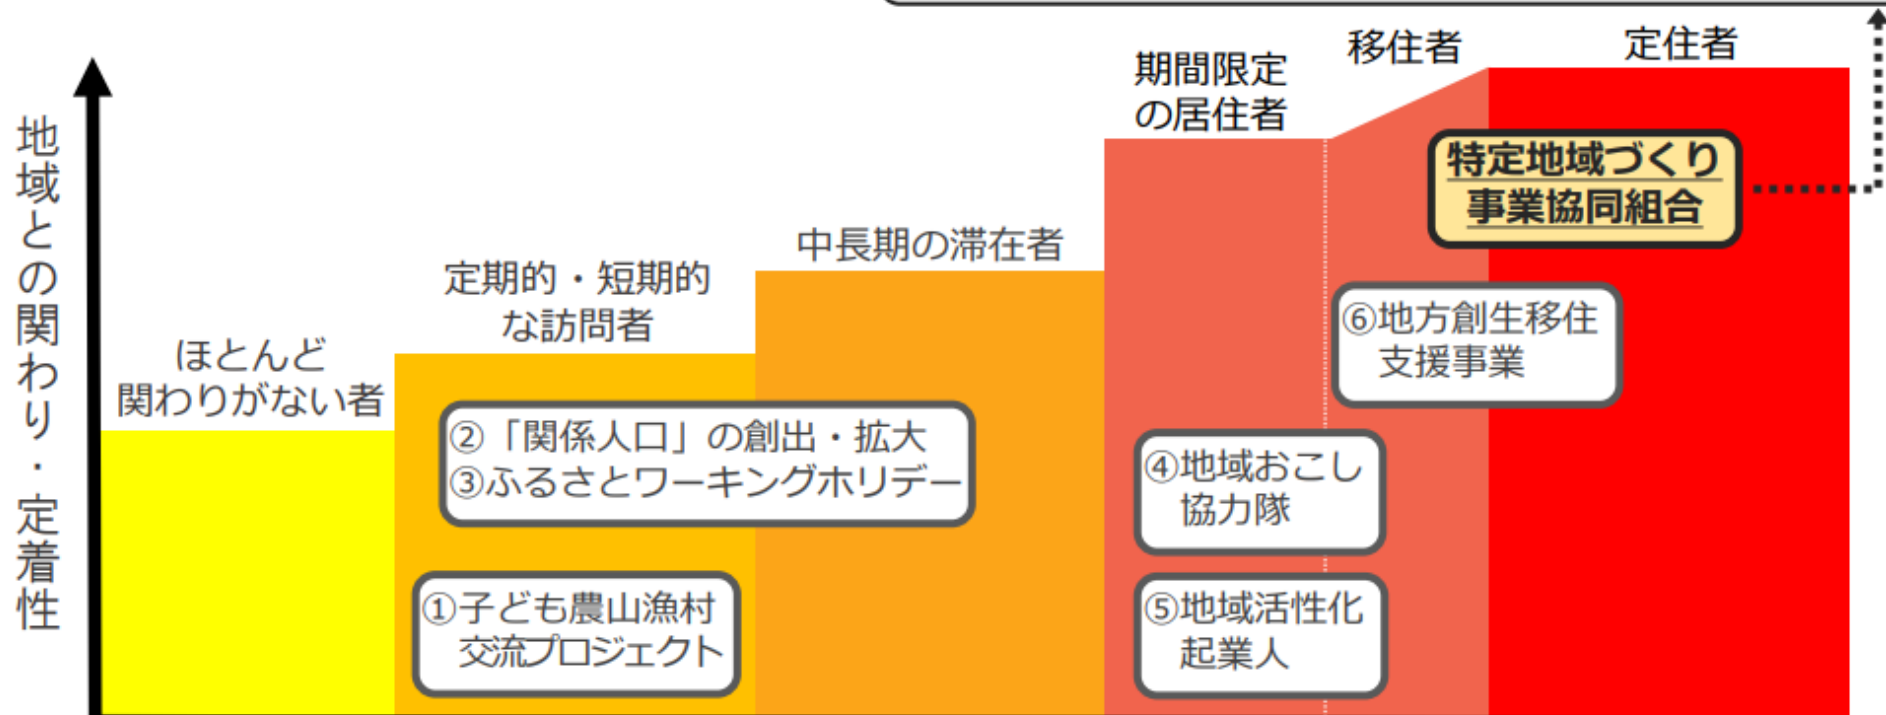 地域との関わり・定着性
ほとんど
関わりがない者
定期的・短期的
な訪問者
中長期の滞在者
期間限定
の居住者
移住者
定住者
特定地域づくり
事業協同組合
⑥地方創生移住
支援事業
②「関係人口」の創出・拡大
③ふるさとワーキングホリデー
④地域おこし
協力隊
①子ども農山漁村
交流プロジェクト
⑤地域活性化
起業人